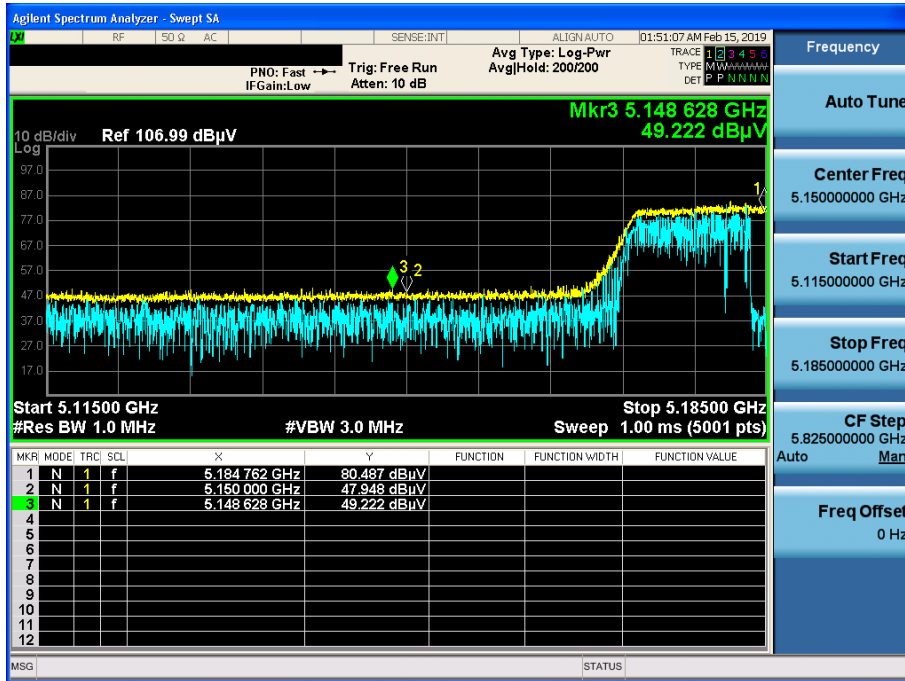 Agilent Spectrum Analyzer - Swept SA
LXI RF 50 Ω AC SENSE:INT ALIGN AUTO 01:51:07 AM Feb 15, 2019
PNO: Fast Trig: Free Run Avg Type: Log-Pwr TRACE 1 2 3 4 5 6
IFGain:Low Atten: 10 dB Avg|Hold: 200/200 TYPE MWAWWWW
DET P P N N N N
Mkr3 5.148 628 GHz
49.222 dBµV
10 dB/div Ref 106.99 dBµV
Log
97.0
87.0
77.0
67.0
57.0
47.0
37.0
27.0
17.0
1
3 2
Start 5.11500 GHz Stop 5.18500 GHz
#Res BW 1.0 MHz #VBW 3.0 MHz Sweep 1.00 ms (5001 pts)
MKR MODE TRC SCL X Y FUNCTION FUNCTION WIDTH FUNCTION VALUE
1 N 1 f 5.184 762 GHz 80.487 dBµV
2 N 1 f 5.150 000 GHz 47.948 dBµV
3 N 1 f 5.148 628 GHz 49.222 dBµV
4
5
6
7
8
9
10
11
12
MSG STATUS
Frequency
Auto Tune
Center Freq
5.150000000 GHz
Start Freq
5.115000000 GHz
Stop Freq
5.185000000 GHz
CF Step
5.825000000 GHz
Auto Man
Freq Offset
0 Hz